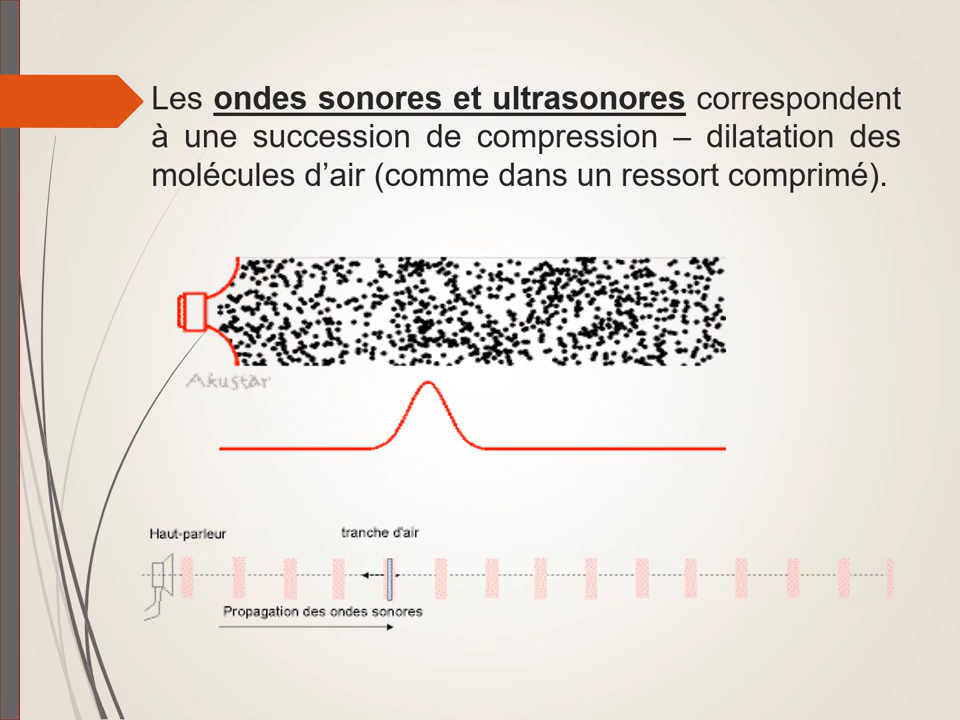 Les ondes sonores et ultrasonores correspondent
à une succession de compression – dilatation des
molécules d’air (comme dans un ressort comprimé).
Akustar
Haut-parleur
tranche d'air
Propagation des ondes sonores